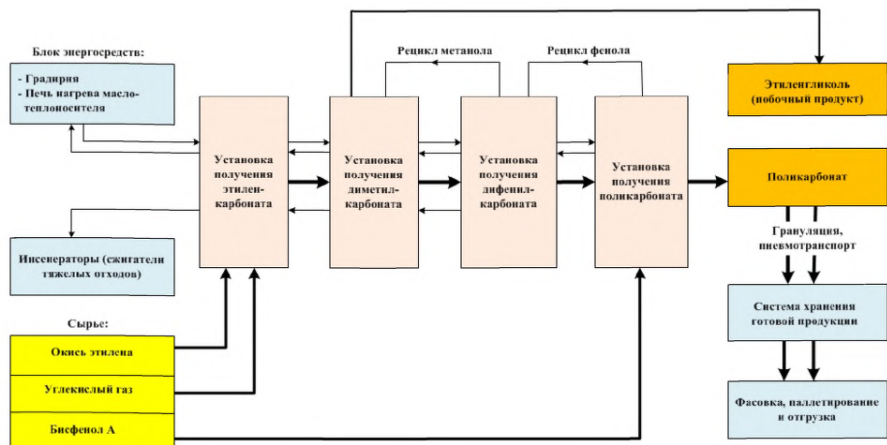 Блок энергосредств:
- Градирня
- Печь нагрева масло-
теплоносителя
Рецикл метанола
Рецикл фенола
Этиленгликоль
(побочный продукт)
Установка
получения
этилен-
карбоната
Установка
получения
диметил-
карбоната
Установка
получения
дифенил-
карбоната
Установка
получения
поликарбоната
Поликарбонат
Грануляция,
пневмотранспорт
Инсенераторы (сжигатели
тяжелых отходов)
Система хранения
готовой продукции
Сырье:
Окись этилена
Углекислый газ
Бисфенол А
Фасовка, паллетирование
и отгрузка